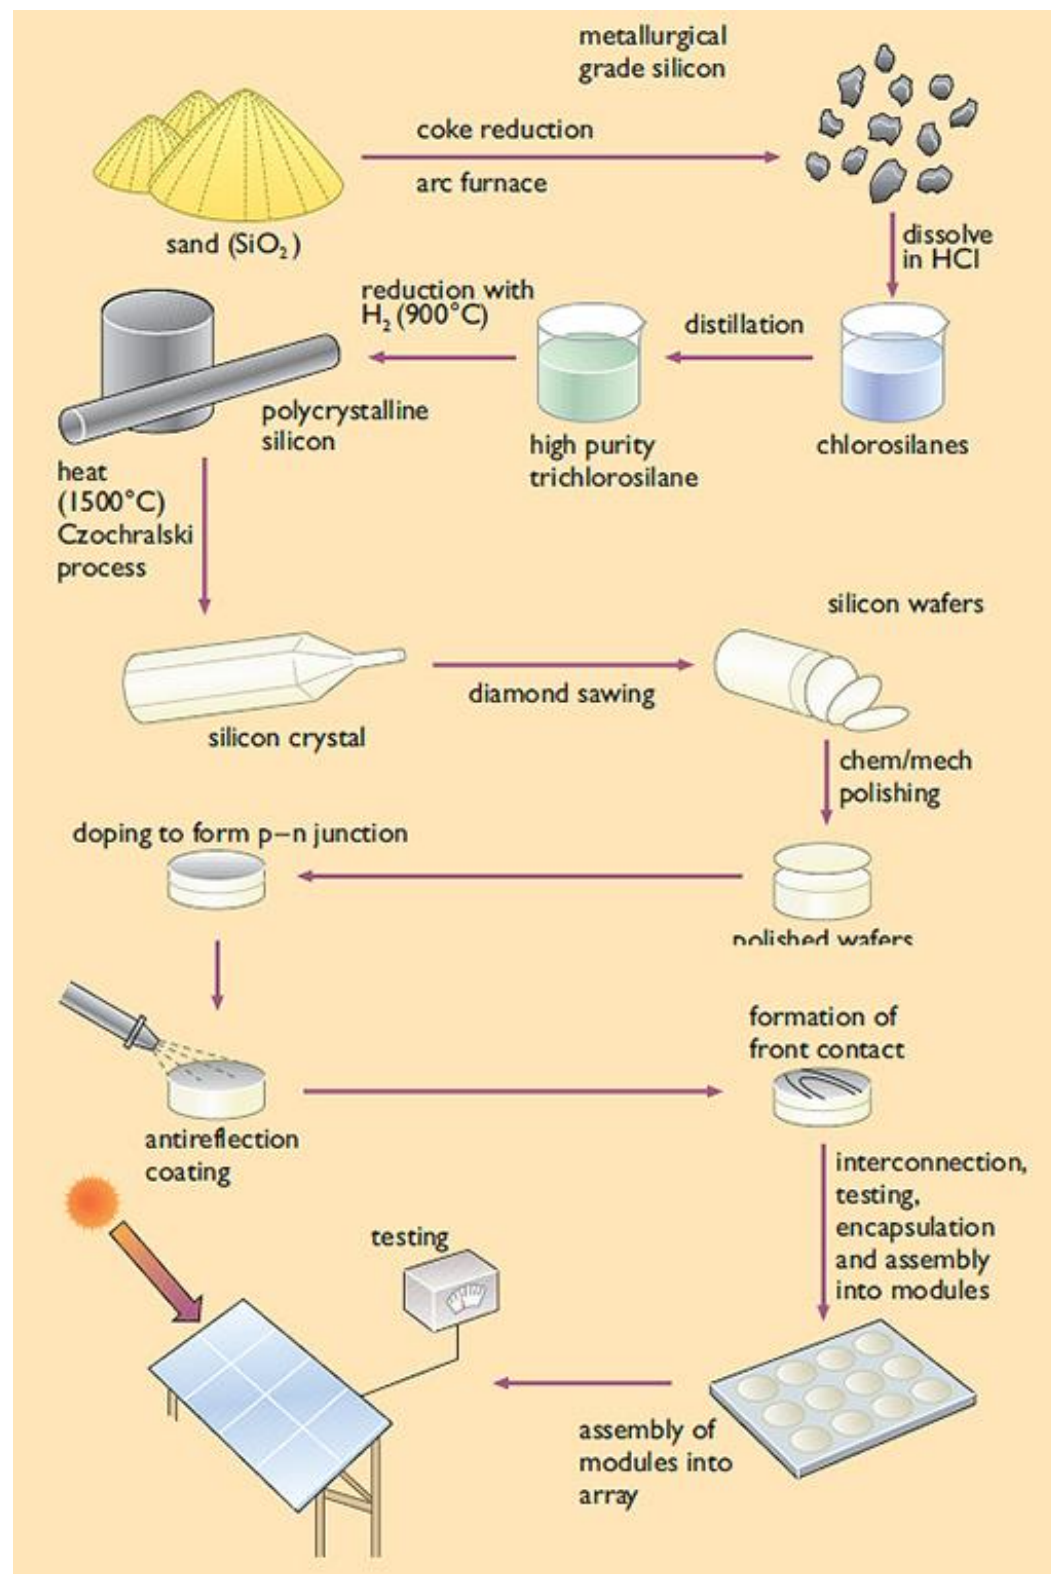 metallurgical
grade silicon
coke reduction
arc furnace
sand (SiO₂)
dissolve
in HCl
reduction with
H₂ (900°C)
distillation
polycrystalline
silicon
high purity
trichlorosilane
chlorosilanes
heat
(1500°C)
Czochralski
process
silicon wafers
diamond sawing
silicon crystal
chem/mech
polishing
doping to form p–n junction
polished wafers
formation of
front contact
antireflection
coating
interconnection,
testing,
encapsulation
and assembly
into modules
testing
assembly of
modules into
array